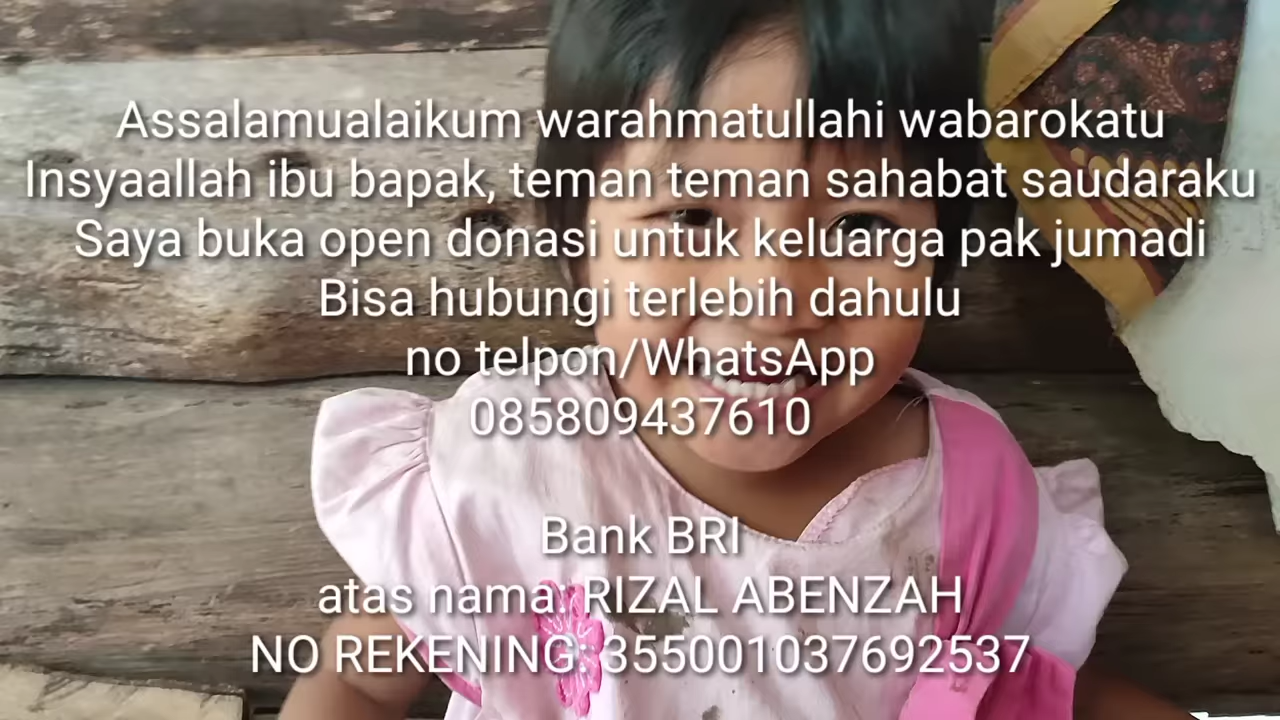 Assalamualaikum warahmatullahi wabarokatu
Insyaallah ibu bapak, teman teman sahabat saudaraku
Saya buka open donasi untuk keluarga pak jumadi
Bisa hubungi terlebih dahulu
no telpon/WhatsApp
085809437610
Bank BRI
atas nama: RIZAL ABENZAH
NO REKENING: 355001037692537